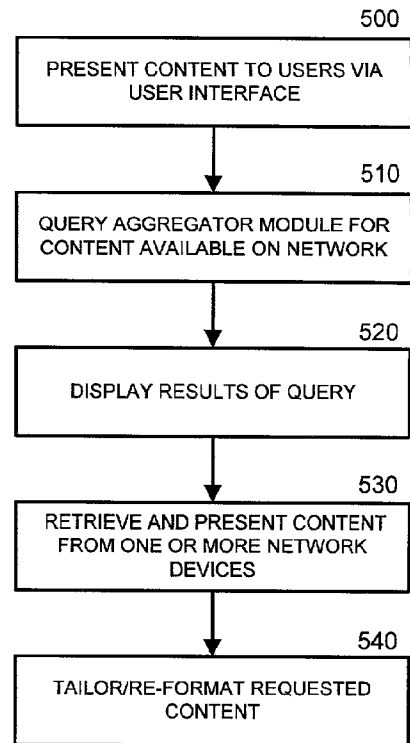 500
PRESENT CONTENT TO USERS VIA
USER INTERFACE
510
QUERY AGGREGATOR MODULE FOR
CONTENT AVAILABLE ON NETWORK
520
DISPLAY RESULTS OF QUERY
530
RETRIEVE AND PRESENT CONTENT
FROM ONE OR MORE NETWORK
DEVICES
540
TAILOR/RE-FORMAT REQUESTED
CONTENT